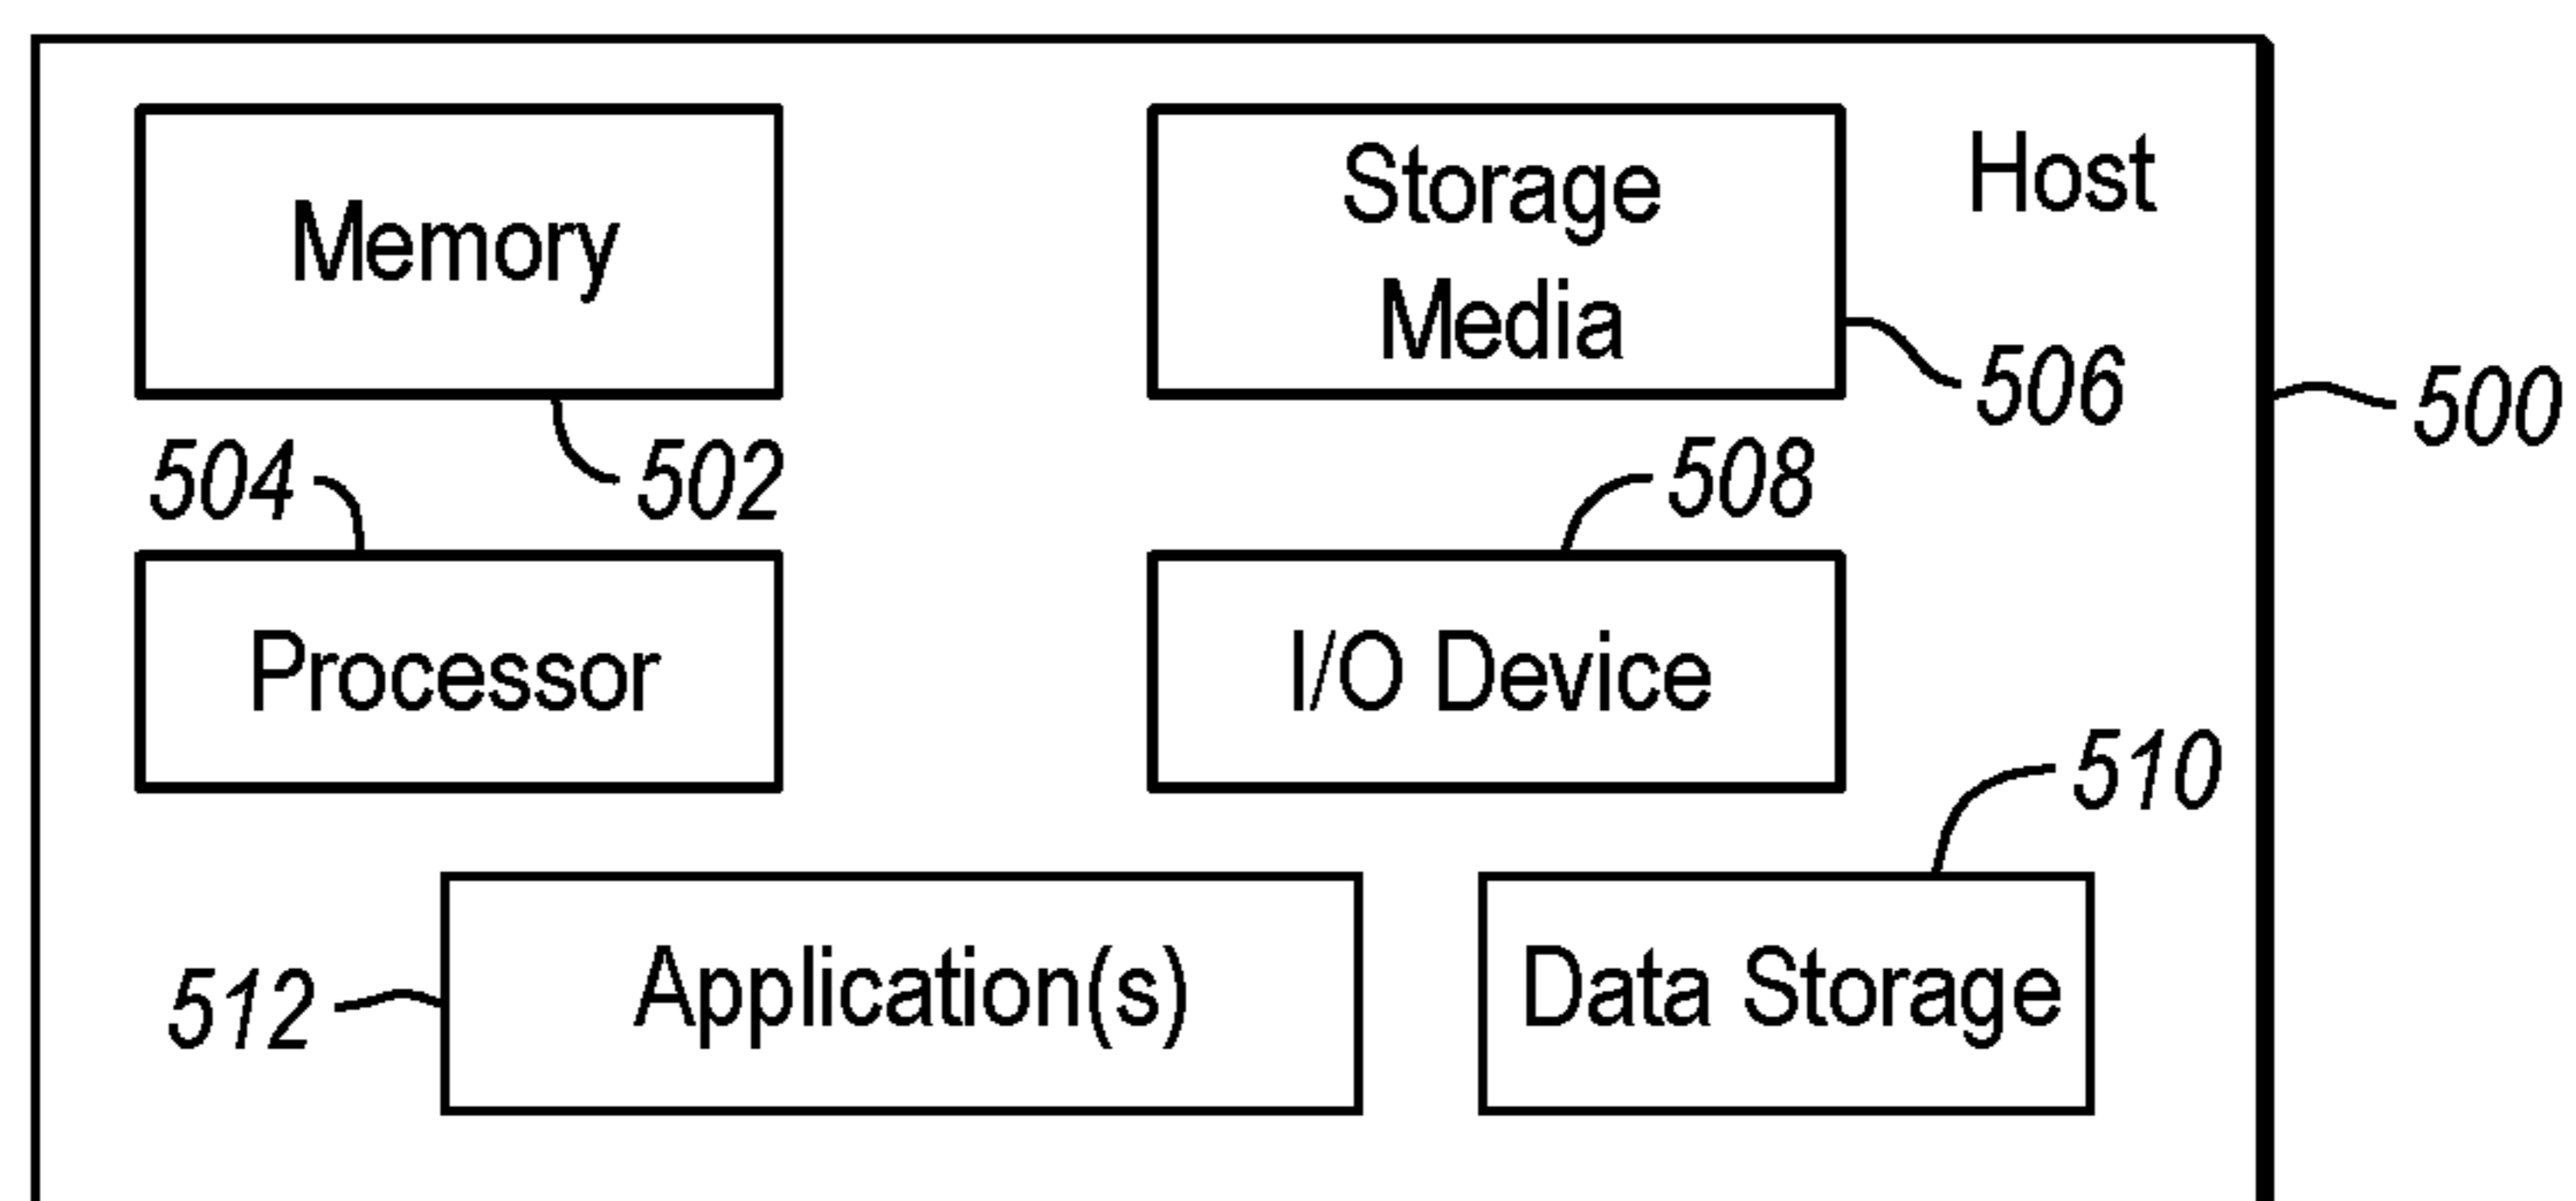 Memory
Storage
Media
Host
506
500
504
502
508
Processor
I/O Device
510
512
Application(s)
Data Storage